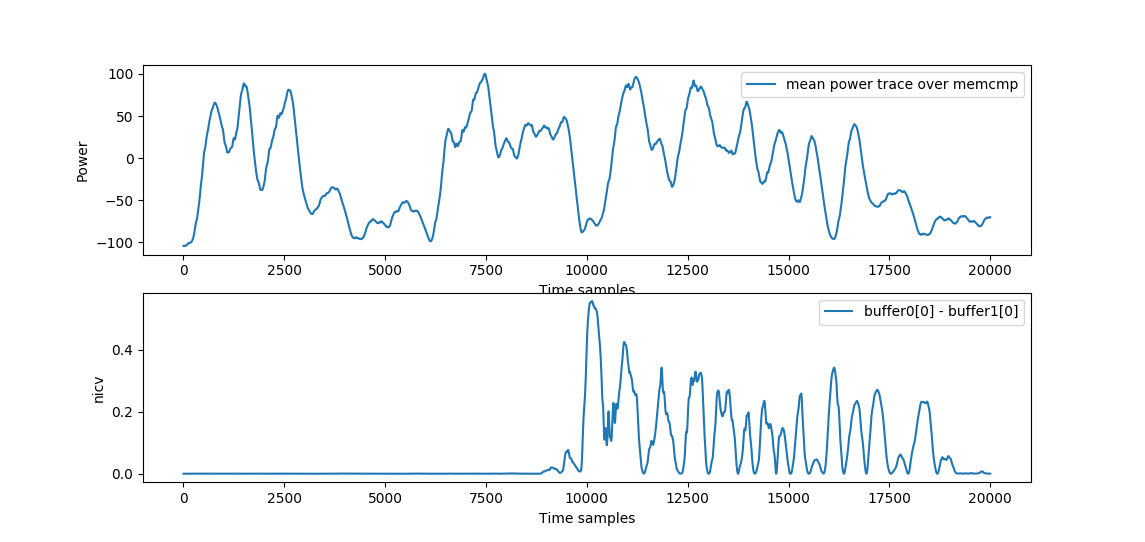 100
50
0
−50
−100
Power
mean power trace over memcmp
0 2500 5000 7500 10000 12500 15000 17500 20000
Time samples
0.4
0.2
0.0
nicv
buffer0[0] - buffer1[0]
0 2500 5000 7500 10000 12500 15000 17500 20000
Time samples